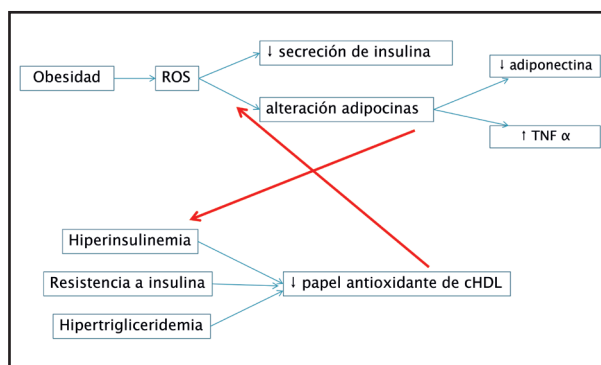 ↓ secreción de insulina
Obesidad
ROS
↓ adiponectina
alteración adipocinas
↑ TNF α
Hiperinsulinemia
Resistencia a insulina
↓ papel antioxidante de cHDL
Hipertrigliceridemia